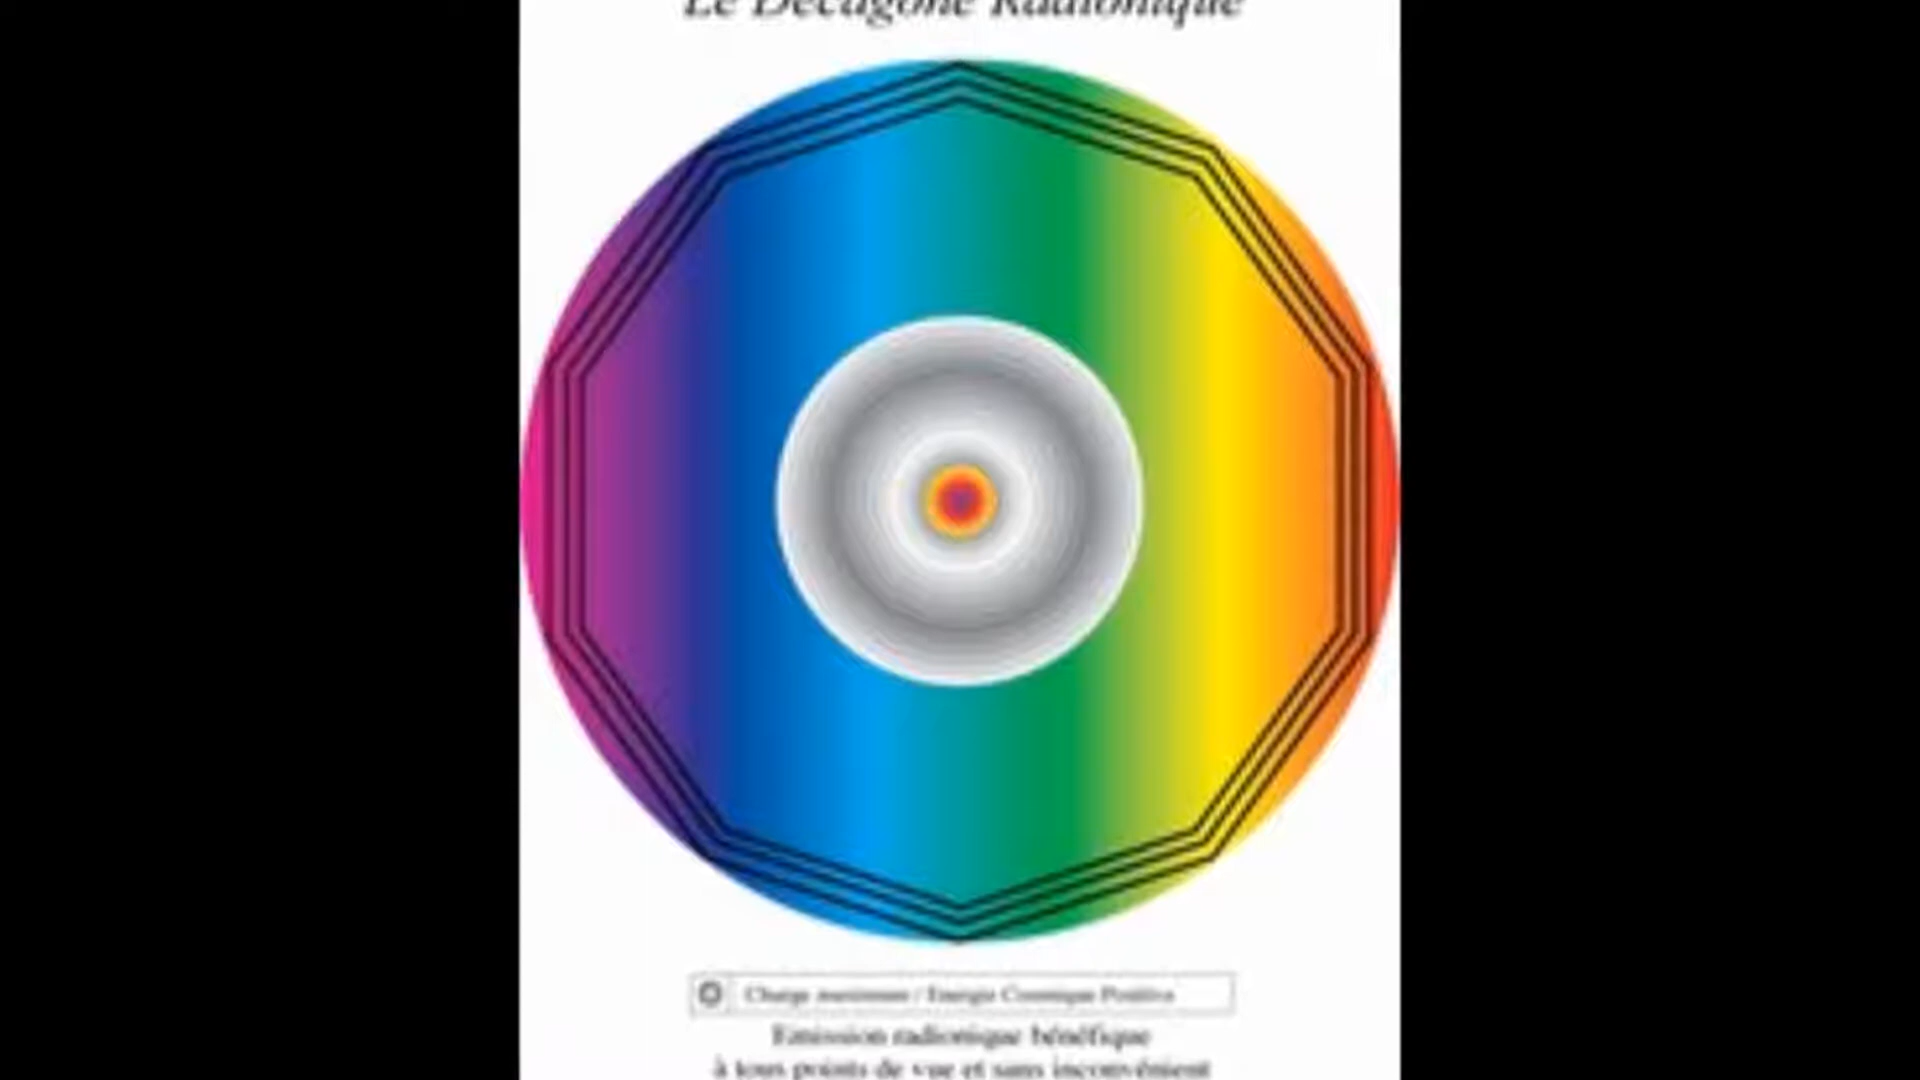 Le Décagone Radionique
Charge maximum / Energie Cosmique Positive
Emission radionique bénéfique
à tous points de vue et sans inconvénient